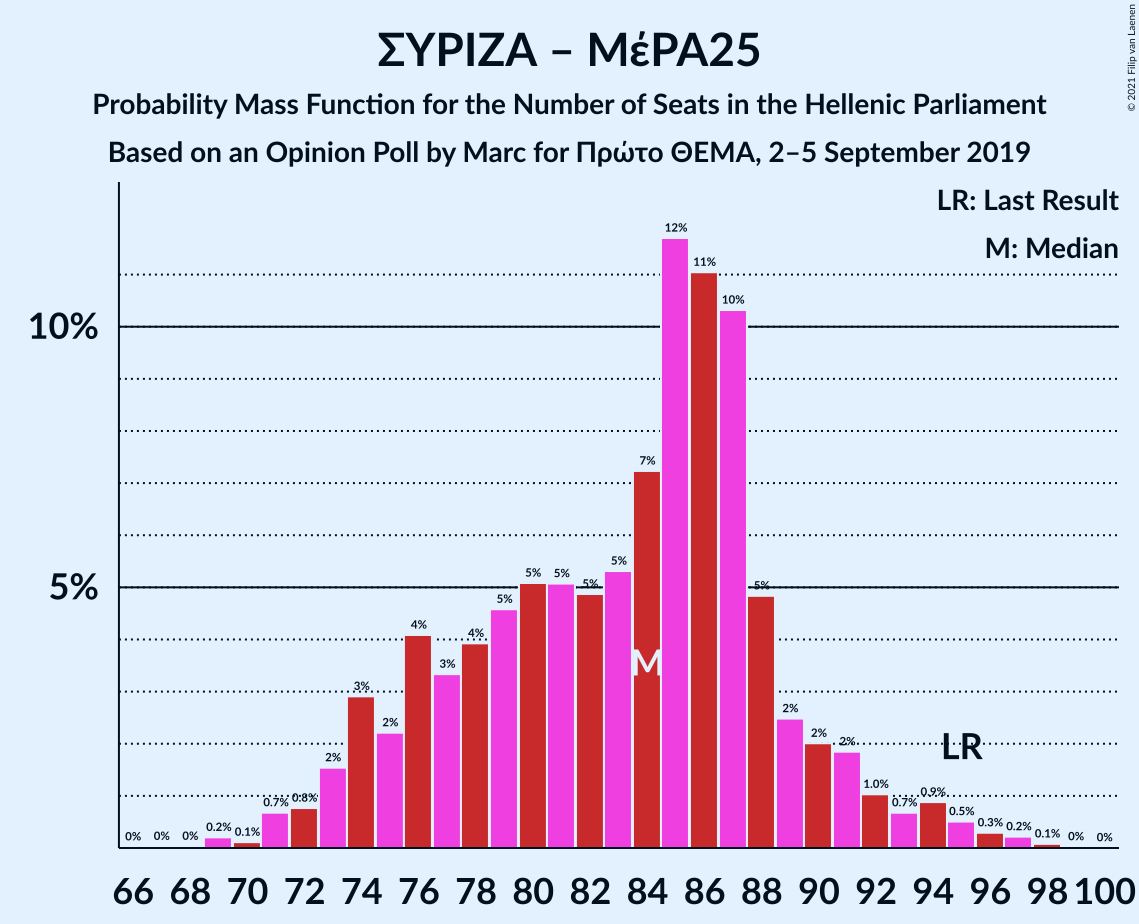 ΣΥΡΙΖΑ – ΜέΡΑ25
Probability Mass Function for the Number of Seats in the Hellenic Parliament
Based on an Opinion Poll by Marc for Πρώτο ΘΕΜΑ, 2–5 September 2019
© 2021 Filip van Laenen
LR: Last Result
M: Median
10%
5%
0% 0% 0% 0.2% 0.1% 0.7% 0.8% 2% 3% 2% 4% 3% 4% 5% 5% 5% 5% 5% 7% 12% 11% 10% 5% 2% 2% 2% 1.0% 0.7% 0.9% 0.5% 0.3% 0.2% 0.1% 0% 0%
M
LR
66 68 70 72 74 76 78 80 82 84 86 88 90 92 94 96 98 100